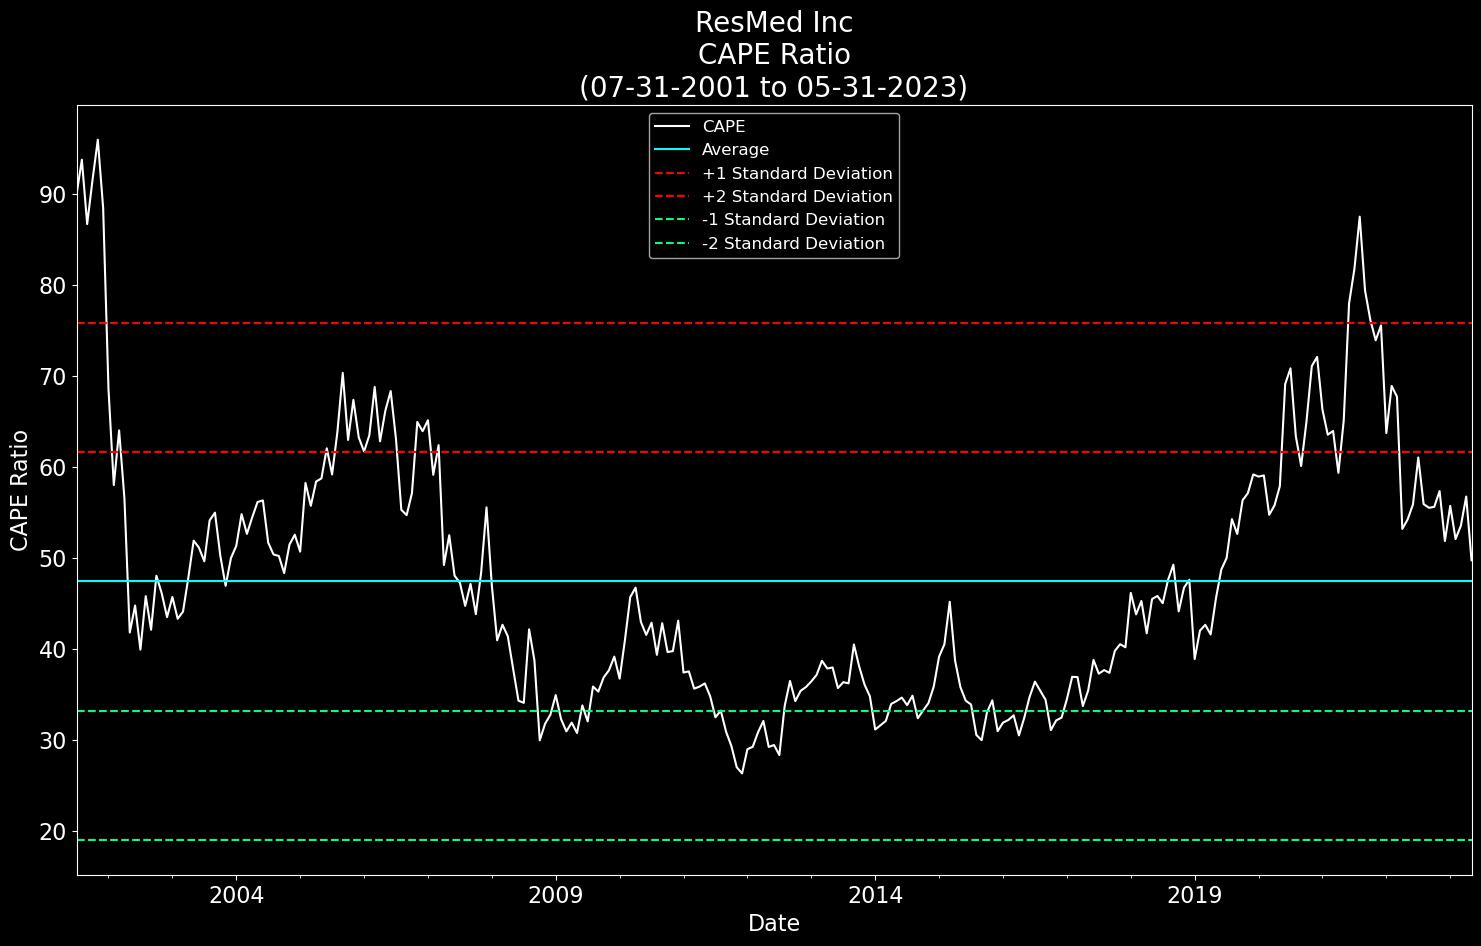 ResMed Inc
CAPE Ratio
(07-31-2001 to 05-31-2023)
CAPE
Average
+1 Standard Deviation
+2 Standard Deviation
-1 Standard Deviation
-2 Standard Deviation
90
80
70
60
50
40
30
20
CAPE Ratio
2004
2009
2014
2019
Date